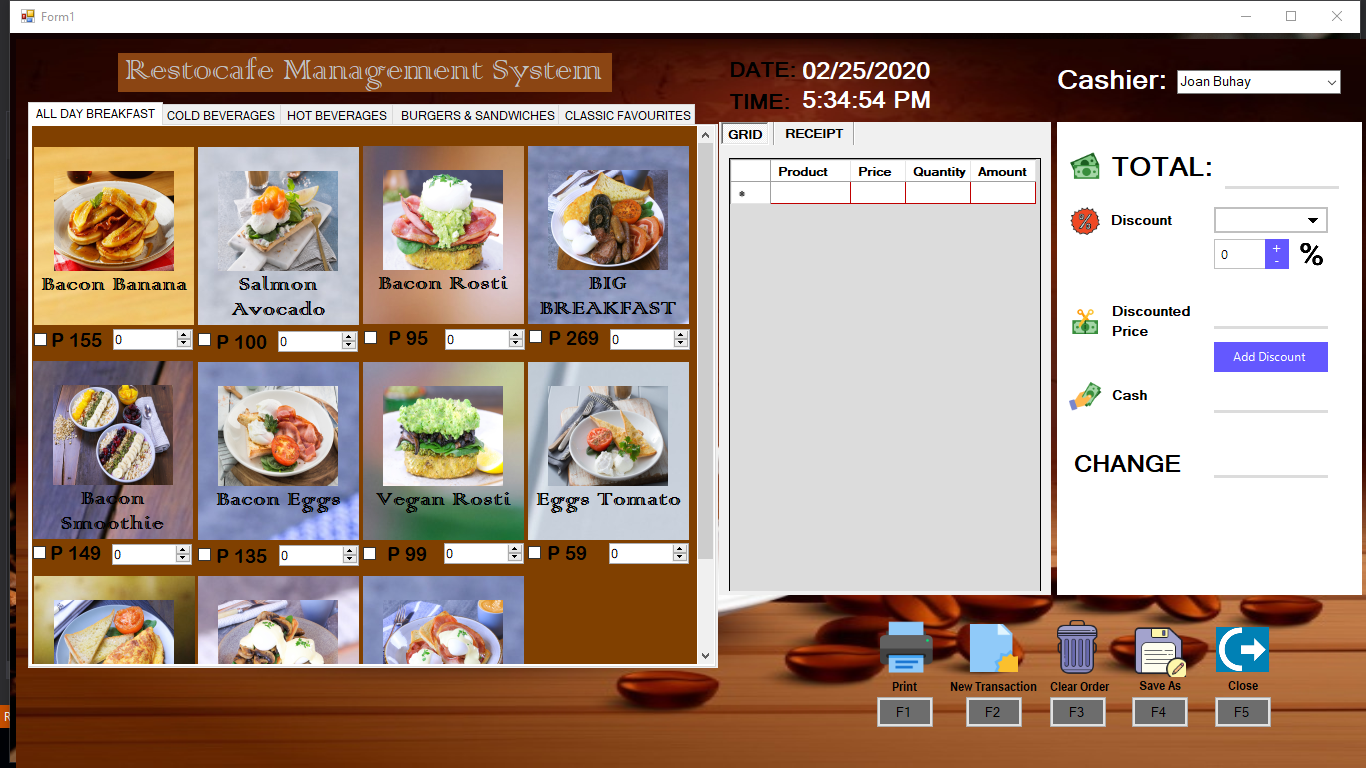 Form1
Restocafe Management System
DATE: 02/25/2020
TIME: 5:34:54 PM
Cashier: Joan Buhay
ALL DAY BREAKFAST COLD BEVERAGES HOT BEVERAGES BURGERS & SANDWICHES CLASSIC FAVOURITES
Bacon Banana
Salmon
Avocado
Bacon Rosti
BIG
BREAKFAST
P 155 0
P 100 0
P 95 0
P 269 0
Bacon
Smoothie
Bacon Eggs
Vegan Rosti
Eggs Tomato
P 149 0
P 135 0
P 99 0
P 59 0
GRID RECEIPT
Product Price Quantity Amount
*
TOTAL:
Discount
0 + - %
Discounted
Price
Add Discount
Cash
CHANGE
Print New Transaction Clear Order Save As Close
F1 F2 F3 F4 F5
R